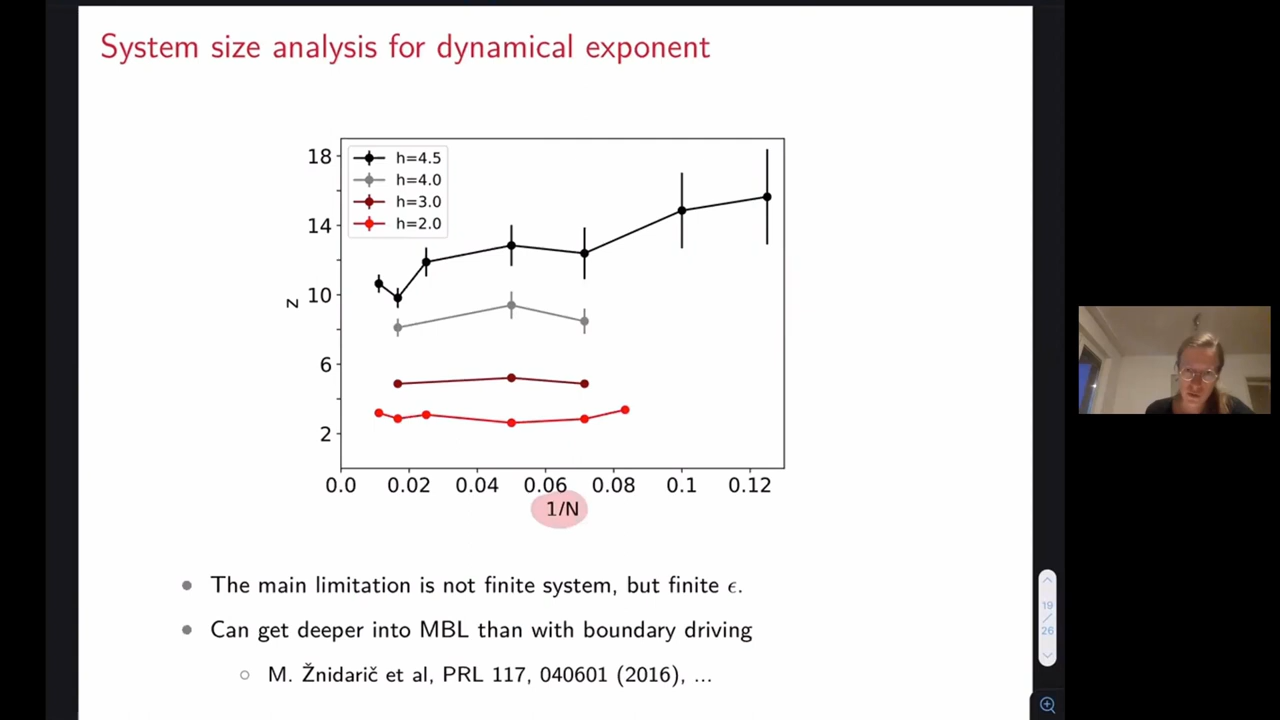 System size analysis for dynamical exponent
18
14
10
6
2
z
h=4.5
h=4.0
h=3.0
h=2.0
0.0 0.02 0.04 0.06 0.08 0.1 0.12
1/N
• The main limitation is not finite system, but finite ϵ.
• Can get deeper into MBL than with boundary driving
○ M. Žnidarič et al, PRL 117, 040601 (2016), ...
19
/
26